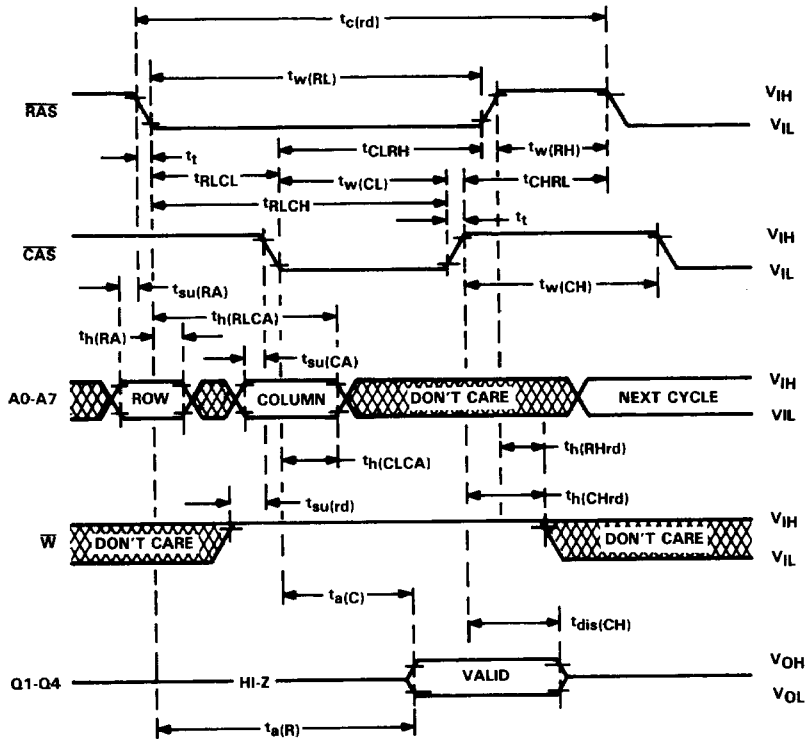 tc(rd)
tw(RL)
RAS
VIH
VIL
tCLRH
tw(RH)
tt
tRLCL
tw(CL)
tCHRL
tRLCH
tt
CAS
VIH
VIL
tsu(RA)
tw(CH)
th(RLCA)
th(RA)
tsu(CA)
A0-A7
ROW
COLUMN
DON'T CARE
NEXT CYCLE
VIH
VIL
th(RHrd)
th(CLCA)
th(CHrd)
tsu(rd)
W
DON'T CARE
DON'T CARE
VIH
VIL
ta(C)
tdis(CH)
Q1-Q4
HI-Z
VALID
VOH
VOL
ta(R)